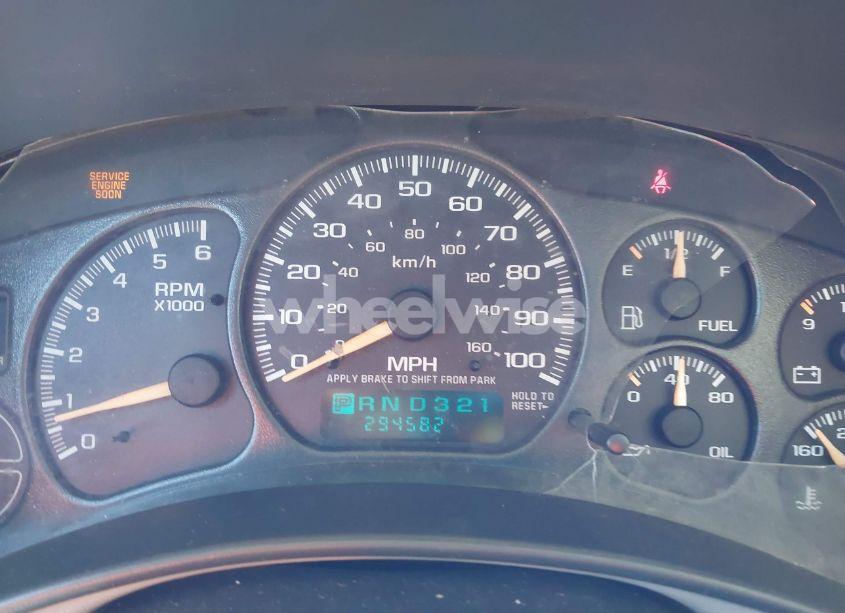 SERVICE
ENGINE
SOON
0 1 2 3 4 5 6
RPM
X1000
0 10 20 30 40 50 60 70 80 90 100
0 20 40 60 80 100 120 140 160
km/h
MPH
APPLY BRAKE TO SHIFT FROM PARK
PRND321
294582
HOLD TO
RESET
E 1/2 F
FUEL
0 40 80
OIL
9
160
wheelwise